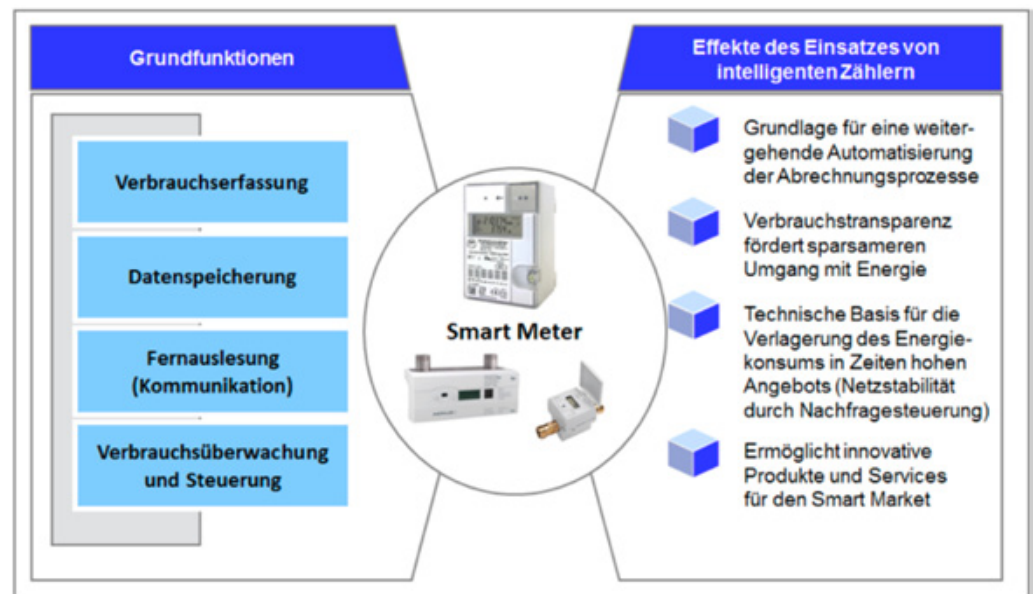 Grundfunktionen
Verbrauchserfassung
Datenspeicherung
Fernauslesung
(Kommunikation)
Verbrauchsüberwachung
und Steuerung
Smart Meter
Effekte des Einsatzes von
intelligenten Zählern
Grundlage für eine weiter-
gehende Automatisierung
der Abrechnungsprozesse
Verbrauchstransparenz
fördert sparsameren
Umgang mit Energie
Technische Basis für die
Verlagerung des Energie-
konsums in Zeiten hohen
Angebots (Netzstabilität
durch Nachfragesteuerung)
Ermöglicht innovative
Produkte und Services
für den Smart Market